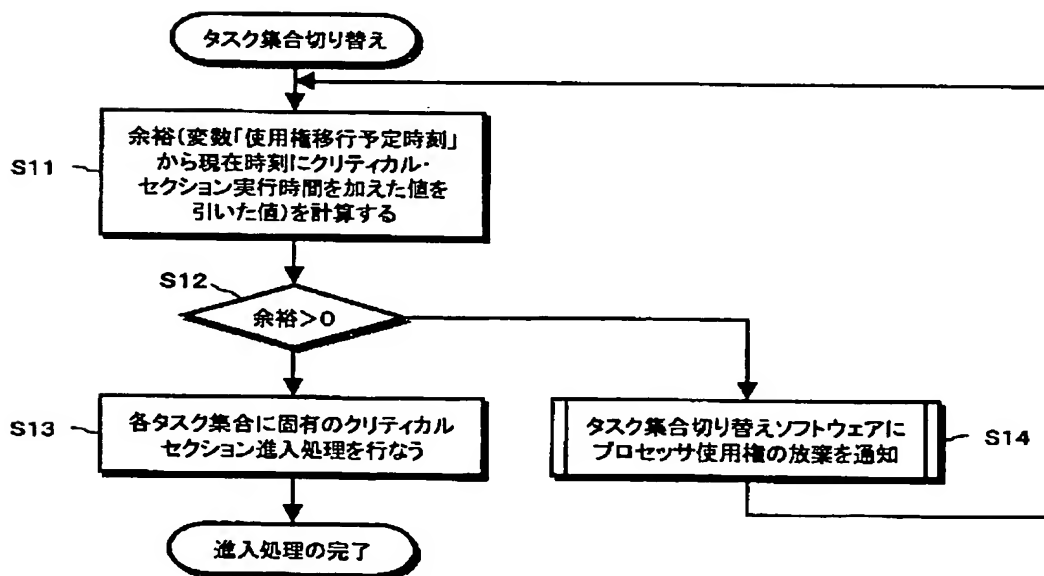 タスク集合切り替え
S11
余裕(変数「使用権移行予定時刻」
から現在時刻にクリティカル・
セクション実行時間を加えた値を
引いた値)を計算する
S12
余裕>0
S13
各タスク集合に固有のクリティカル
セクション進入処理を行なう
タスク集合切り替えソフトウェアに
プロセッサ使用権の放棄を通知
S14
進入処理の完了